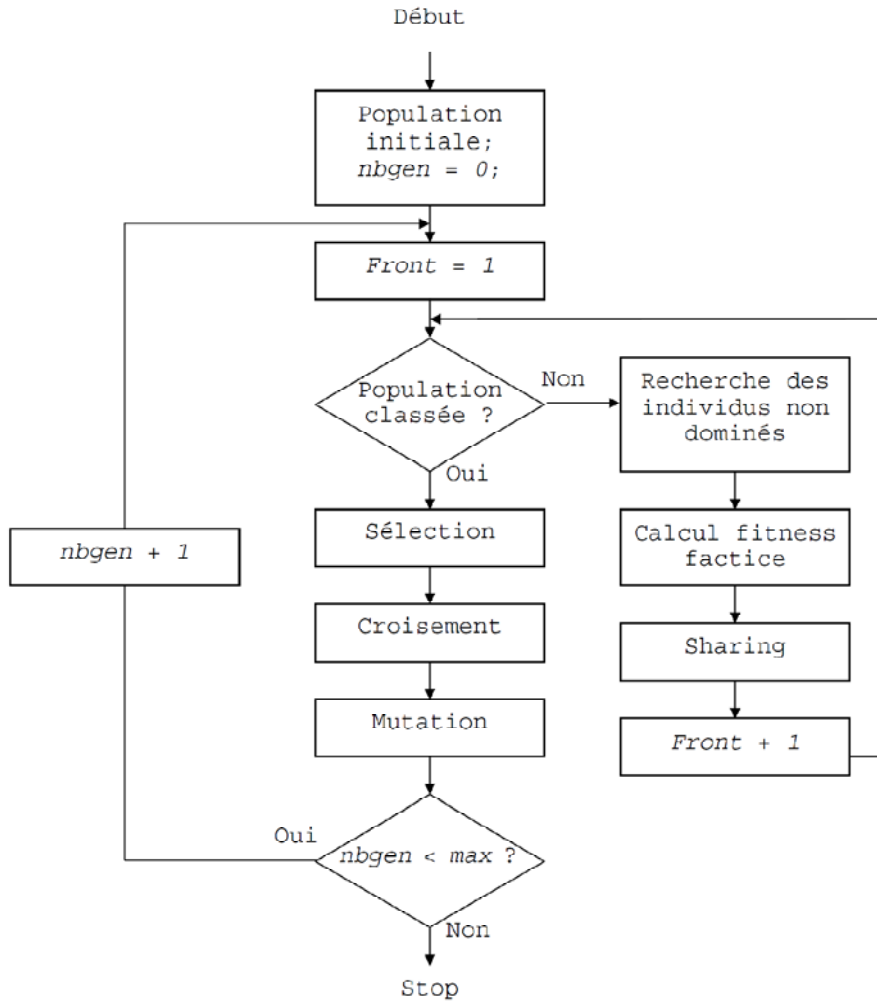 Début
Population
initiale;
nbgen = 0;
Front = 1
Population
classée ?
Non
Oui
Recherche des
individus non
dominés
Sélection
Calcul fitness
factice
nbgen + 1
Croisement
Sharing
Mutation
Front + 1
Oui
nbgen < max ?
Non
Stop